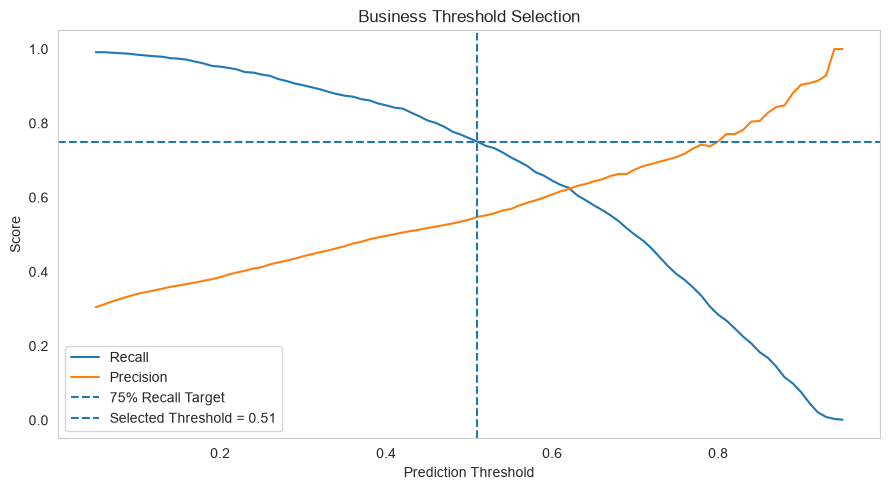 Business Threshold Selection
1.0
0.8
0.6
0.4
0.2
0.0
Score
Recall
Precision
75% Recall Target
Selected Threshold = 0.51
0.2 0.4 0.6 0.8
Prediction Threshold